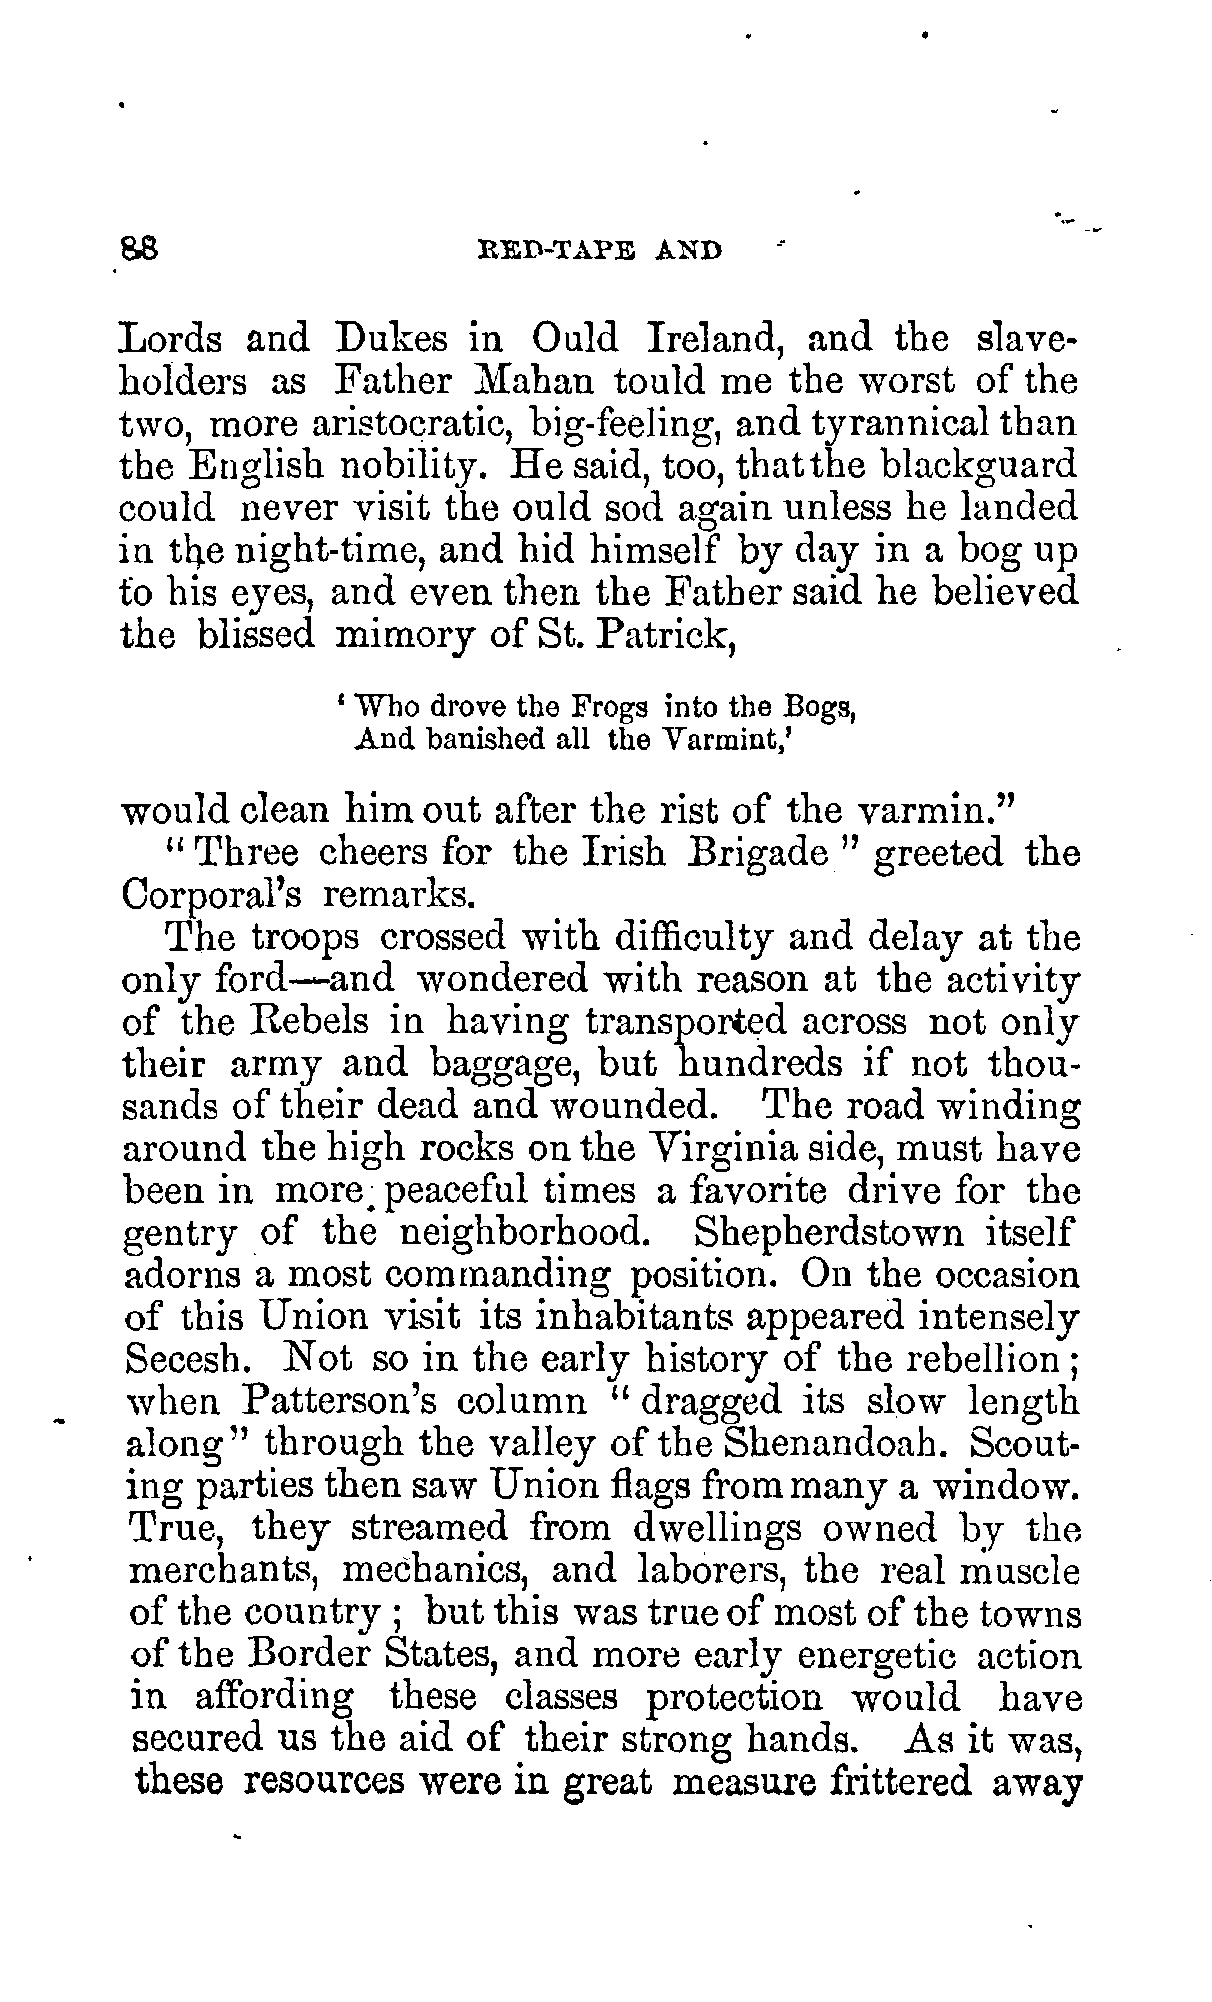 88 RED-TAPE AND
Lords and Dukes in Ould Ireland, and the slave-
holders as Father Mahan tould me the worst of the
two, more aristocratic, big-feeling, and tyrannical than
the English nobility. He said, too, that the blackguard
could never visit the ould sod again unless he landed
in the night-time, and hid himself by day in a bog up
to his eyes, and even then the Father said he believed
the blissed mimory of St. Patrick,
‘ Who drove the Frogs into the Bogs,
And banished all the Varmint,’
would clean him out after the rist of the varmin.”
“ Three cheers for the Irish Brigade ” greeted the
Corporal’s remarks.
The troops crossed with difficulty and delay at the
only ford—and wondered with reason at the activity
of the Rebels in having transported across not only
their army and baggage, but hundreds if not thou-
sands of their dead and wounded. The road winding
around the high rocks on the Virginia side, must have
been in more peaceful times a favorite drive for the
gentry of the neighborhood. Shepherdstown itself
adorns a most commanding position. On the occasion
of this Union visit its inhabitants appeared intensely
Secesh. Not so in the early history of the rebellion ;
when Patterson’s column “ dragged its slow length
along” through the valley of the Shenandoah. Scout-
ing parties then saw Union flags from many a window.
True, they streamed from dwellings owned by the
merchants, mechanics, and laborers, the real muscle
of the country ; but this was true of most of the towns
of the Border States, and more early energetic action
in affording these classes protection would have
secured us the aid of their strong hands. As it was,
these resources were in great measure frittered away